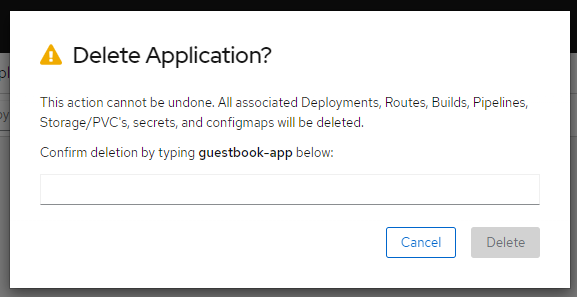 Delete Application?
This action cannot be undone. All associated Deployments, Routes, Builds, Pipelines,
Storage/PVC's, secrets, and configmaps will be deleted.
Confirm deletion by typing guestbook-app below:
Cancel
Delete